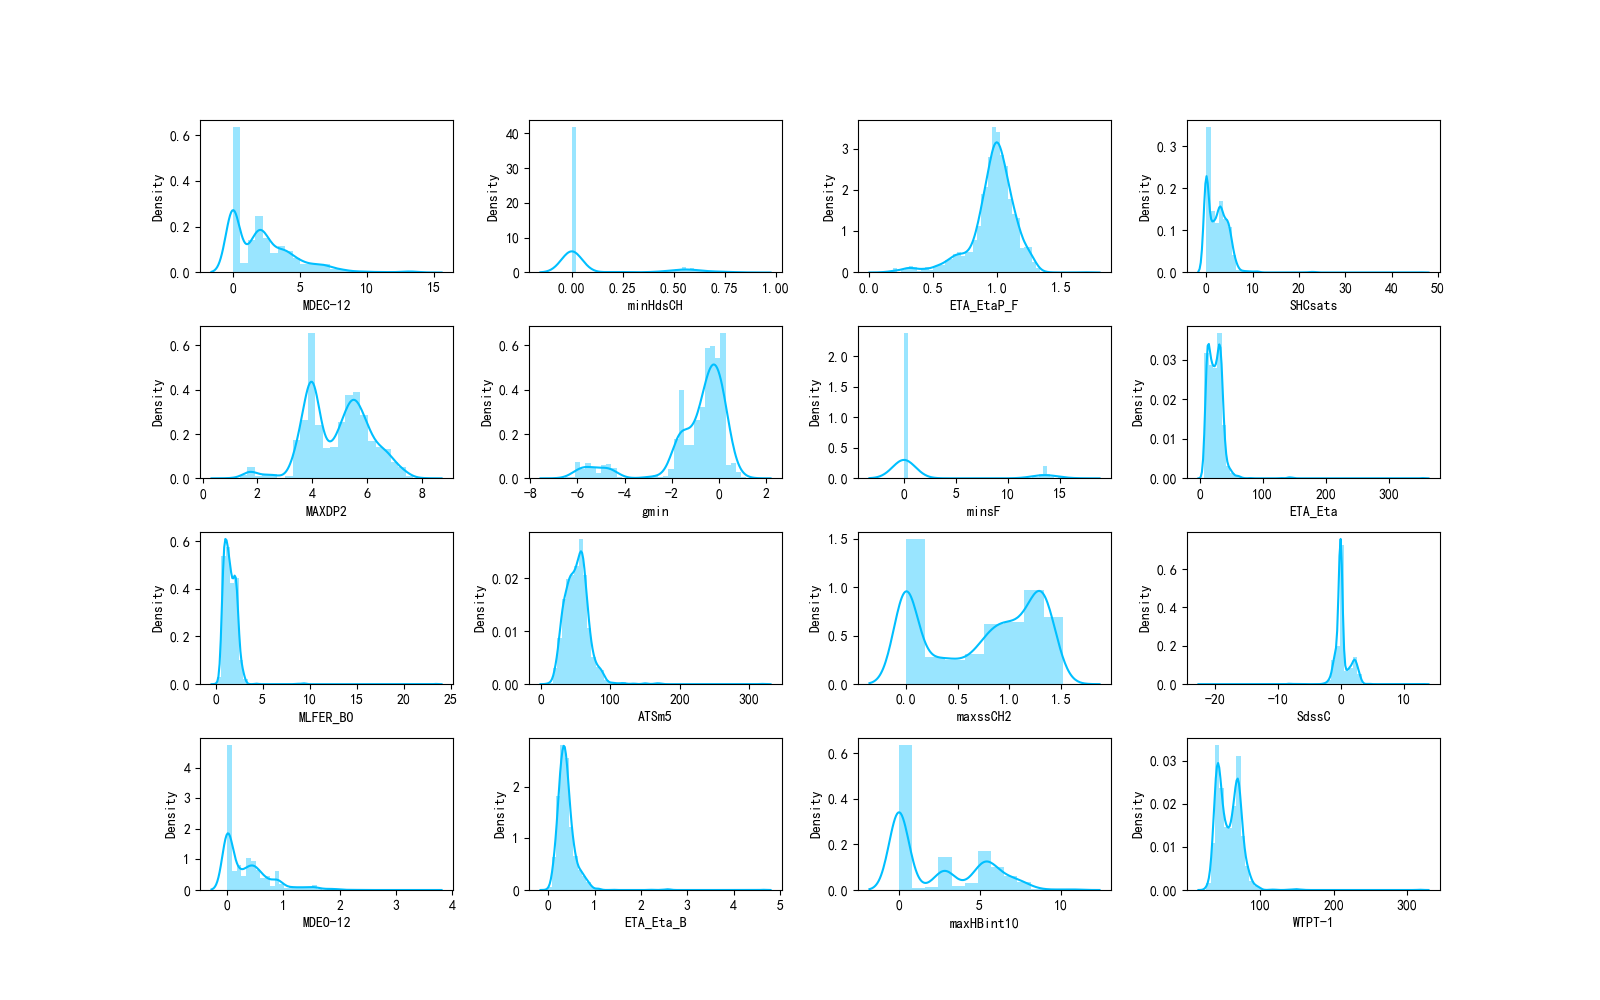 0.6
0.4
0.2
0.0
Density
0 5 10 15
MDEC-12
40
30
20
10
0
Density
0.00 0.25 0.50 0.75 1.00
minHdsCH
3
2
1
0
Density
0.0 0.5 1.0 1.5
ETA_EtaP_F
0.3
0.2
0.1
0.0
Density
0 10 20 30 40 50
SHCsats
0.6
0.4
0.2
0.0
Density
0 2 4 6 8
MAXDP2
0.6
0.4
0.2
0.0
Density
−8 −6 −4 −2 0 2
gmin
2.0
1.5
1.0
0.5
0.0
Density
0 5 10 15
minsF
0.03
0.02
0.01
0.00
Density
0 100 200 300
ETA_Eta
0.6
0.4
0.2
0.0
Density
0 5 10 15 20 25
MLFER_BO
0.02
0.01
0.00
Density
0 100 200 300
ATSm5
1.5
1.0
0.5
0.0
Density
0.0 0.5 1.0 1.5
maxssCH2
0.6
0.4
0.2
0.0
Density
−20 −10 0 10
SdssC
4
3
2
1
0
Density
0 1 2 3 4
MDEO-12
2
1
0
Density
0 1 2 3 4 5
ETA_Eta_B
0.6
0.4
0.2
0.0
Density
0 5 10
maxHBint10
0.03
0.02
0.01
0.00
Density
100 200 300
WTPT-1